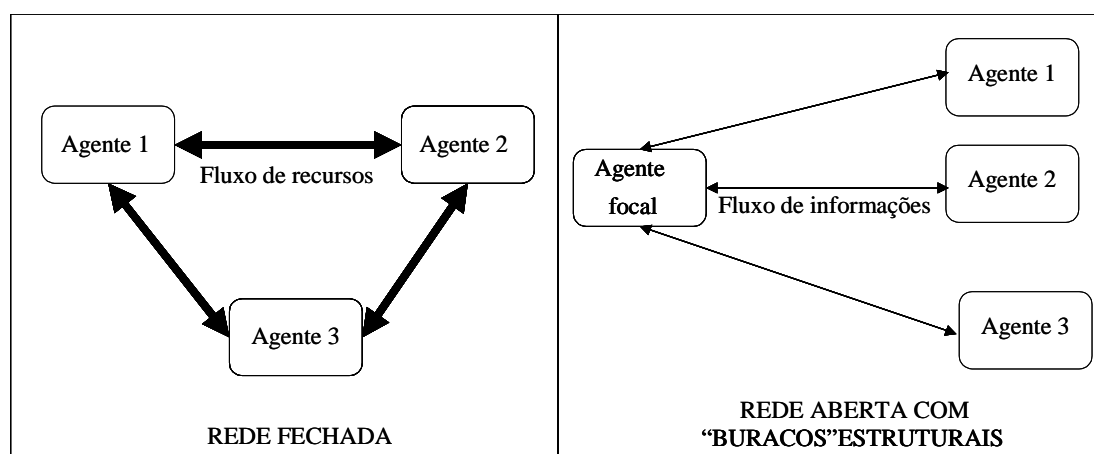 Agente 1
Agente 2
Fluxo de recursos
Agente 3
REDE FECHADA
Agente 1
Agente
focal
Agente 2
Fluxo de informações
Agente 3
REDE ABERTA COM
“BURACOS”ESTRUTURAIS